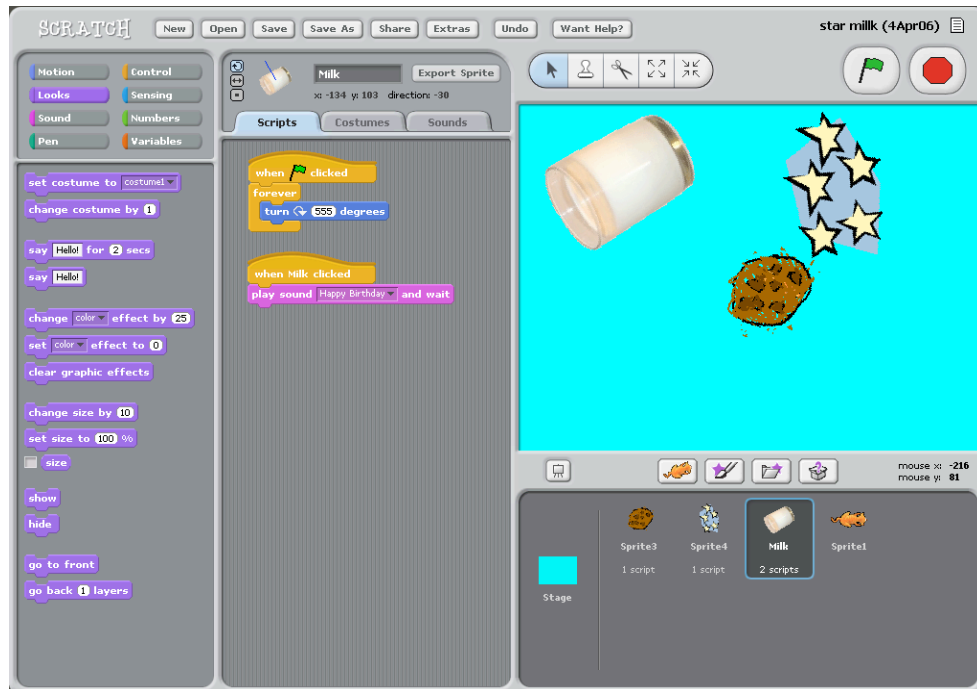 SCRATCH New Open Save Save As Share Extras Undo Want Help? star millk (4Apr06)
Motion Control
Looks Sensing
Sound Numbers
Pen Variables
set costume to costume1
change costume by 1
say Hello! for 2 secs
say Hello!
change color effect by 25
set color effect to 0
clear graphic effects
change size by 10
set size to 100 %
size
show
hide
go to front
go back 1 layers
Milk Export Sprite
x: -134 y: 103 direction: -30
Scripts Costumes Sounds
when clicked
forever
turn 555 degrees
when Milk clicked
play sound Happy Birthday and wait
mouse x: -216
mouse y: 81
Sprite3 Sprite4 Milk Sprite1
1 script 1 script 2 scripts
Stage